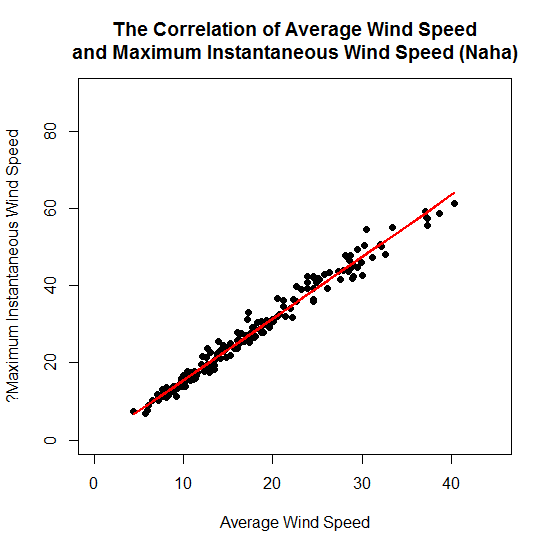 The Correlation of Average Wind Speed
and Maximum Instantaneous Wind Speed (Naha)
?Maximum Instantaneous Wind Speed
80
60
40
20
0
0 10 20 30 40
Average Wind Speed